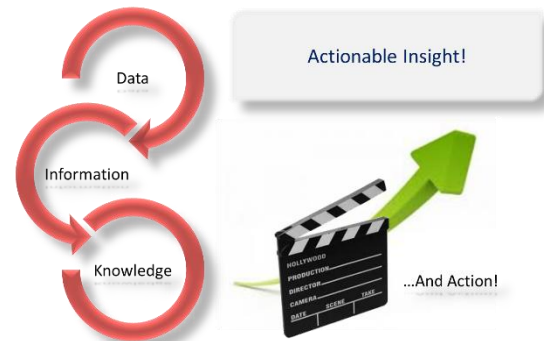 Data
Information
Knowledge
Actionable Insight!
HOLLYWOOD
PRODUCTION
DIRECTOR
CAMERA
DATE SCENE TAKE
...And Action!